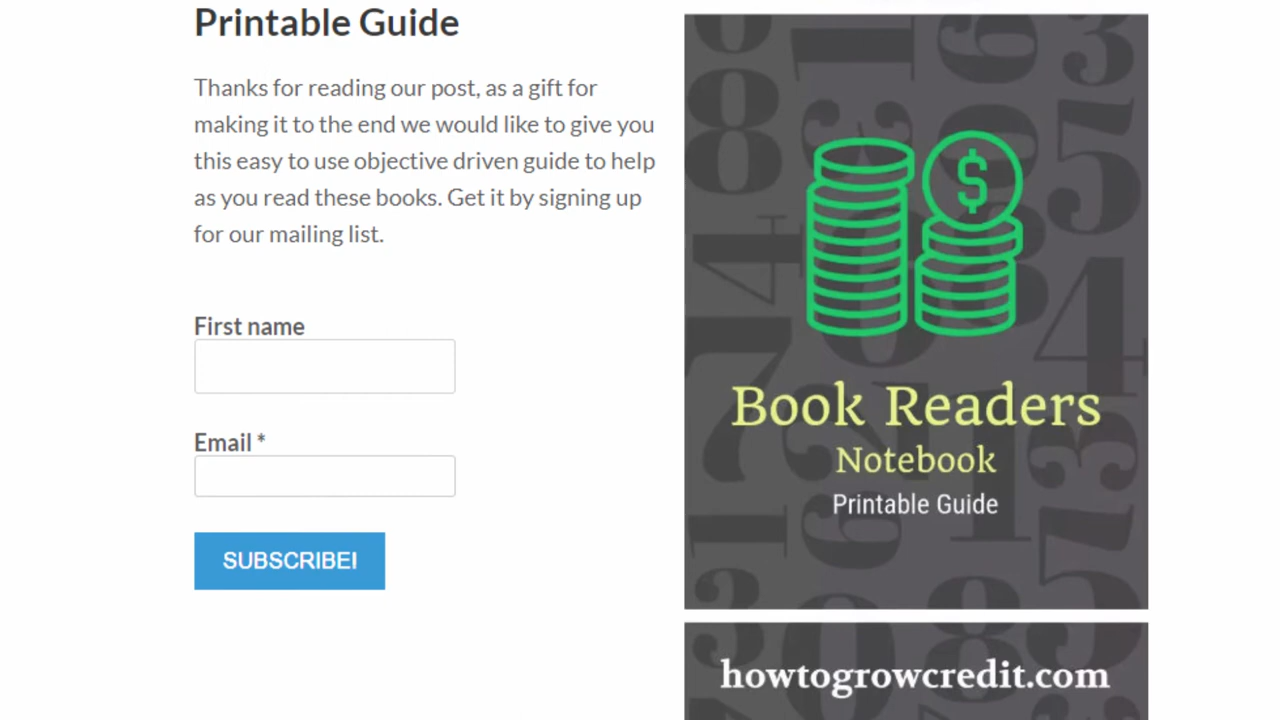 Printable Guide
Thanks for reading our post, as a gift for
making it to the end we would like to give you
this easy to use objective driven guide to help
as you read these books. Get it by signing up
for our mailing list.
First name
Email *
SUBSCRIBE!
$
Book Readers
Notebook
Printable Guide
howtogrowcredit.com